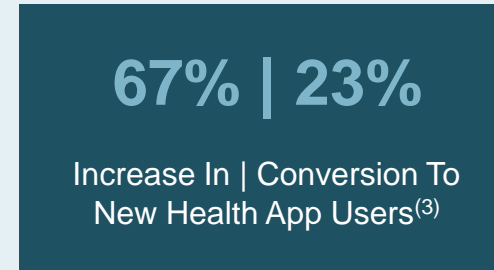 67% | 23%
Increase In | Conversion To
New Health App Users(3)